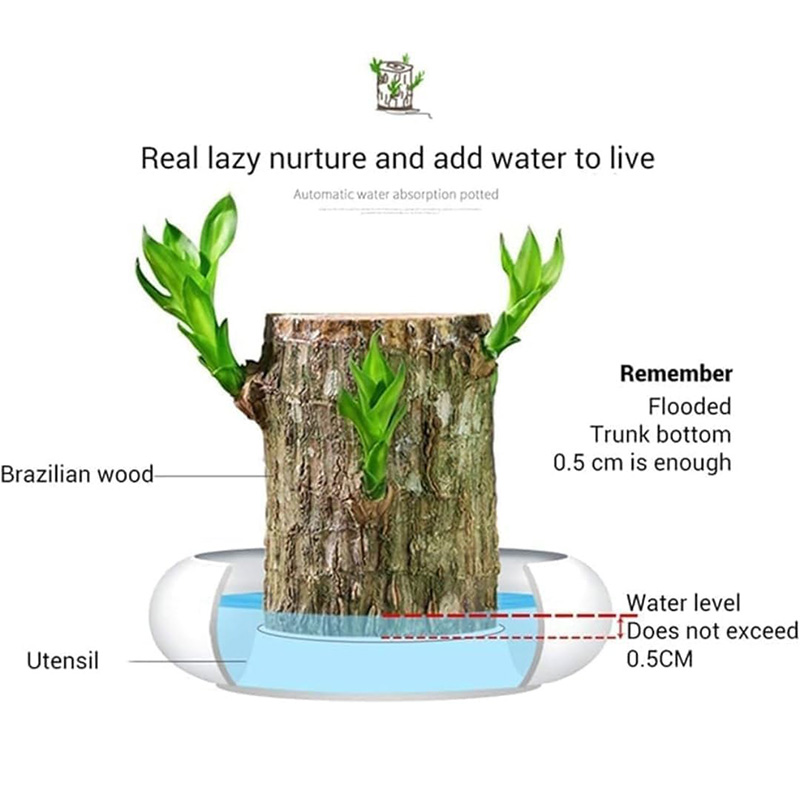 Real lazy nurture and add water to live
Automatic water absorption potted
Remember
Flooded
Trunk bottom
0.5 cm is enough
Brazilian wood
Water level
Does not exceed
0.5CM
Utensil